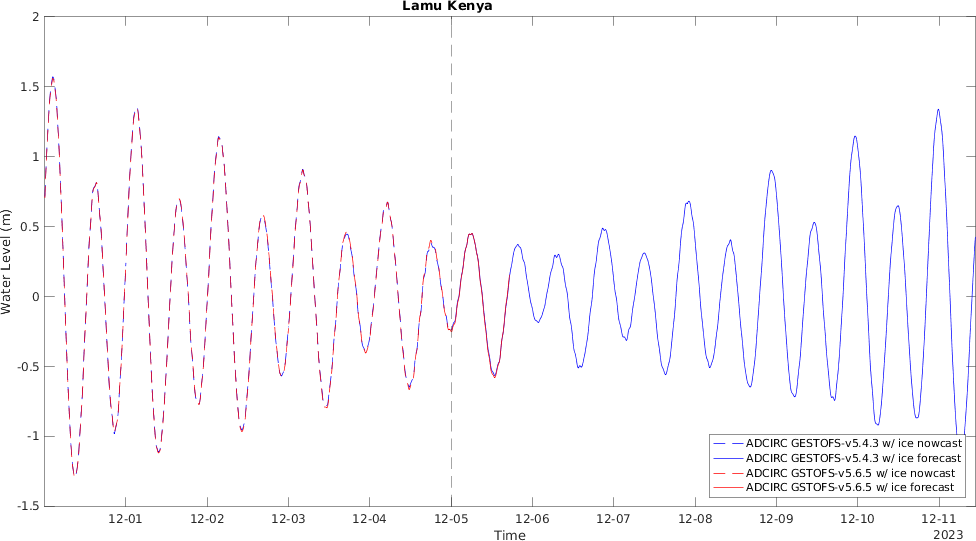 Lamu Kenya
2
1.5
1
0.5
0
-0.5
-1
-1.5
Water Level (m)
ADCIRC GESTOFS-v5.4.3 w/ ice nowcast
ADCIRC GESTOFS-v5.4.3 w/ ice forecast
ADCIRC GSTOFS-v5.6.5 w/ ice nowcast
ADCIRC GSTOFS-v5.6.5 w/ ice forecast
12-01 12-02 12-03 12-04 12-05 12-06 12-07 12-08 12-09 12-10 12-11
Time
2023